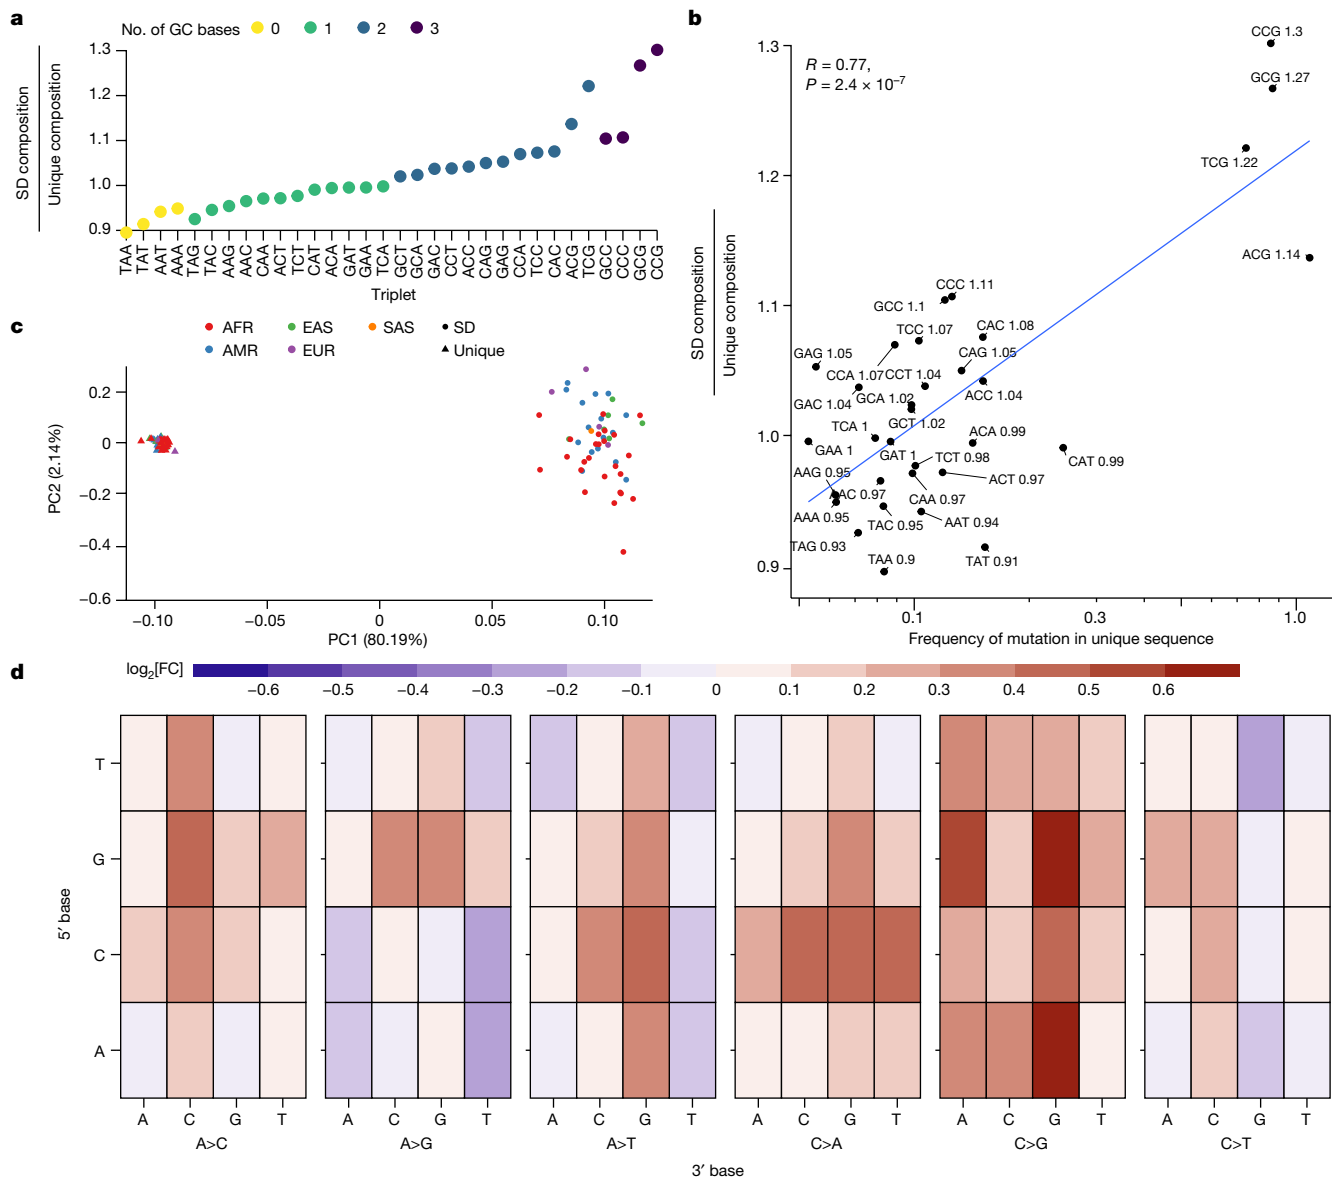 a
No. of GC bases 0 1 2 3
SD composition
Unique composition
1.3
1.2
1.1
1.0
0.9
TAA TAT AAT AAA TAG TAC AAG AAC CAA ACT TCT CAT ACA GAT GAA TCA GCT GCA GAC CCT ACC CAG GAG CCA TCC CAC ACG TCG GCC CCC GCG CCG
Triplet
b
R = 0.77,
P = 2.4 × 10⁻⁷
SD composition
Unique composition
1.3
1.2
1.1
1.0
0.9
CCG 1.3
GCG 1.27
TCG 1.22
ACG 1.14
CCC 1.11
GCC 1.1
TCC 1.07
CAC 1.08
GAG 1.05
CAG 1.05
CCA 1.07
CCT 1.04
ACC 1.04
GAC 1.04
GCA 1.02
GCT 1.02
TCA 1
ACA 0.99
GAA 1
GAT 1
TCT 0.98
CAT 0.99
AAG 0.95
ACT 0.97
AAC 0.97
CAA 0.97
AAA 0.95
TAC 0.95
AAT 0.94
TAG 0.93
TAA 0.9
TAT 0.91
0.1 0.3 1.0
Frequency of mutation in unique sequence
c
AFR EAS SAS SD
AMR EUR Unique
0.2
0
−0.2
−0.4
−0.6
PC2 (2.14%)
−0.10 −0.05 0 0.05 0.10
PC1 (80.19%)
d
log₂[FC]
−0.6 −0.5 −0.4 −0.3 −0.2 −0.1 0 0.1 0.2 0.3 0.4 0.5 0.6
5′ base
T
G
C
A
A C G T A C G T A C G T A C G T A C G T A C G T
A>C A>G A>T C>A C>G C>T
3′ base